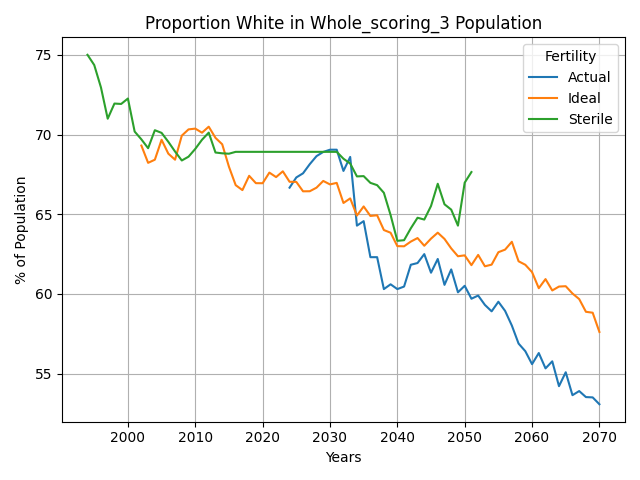 Proportion White in Whole_scoring_3 Population
Fertility
Actual
Ideal
Sterile
% of Population
75
70
65
60
55
2000
2010
2020
2030
2040
2050
2060
2070
Years